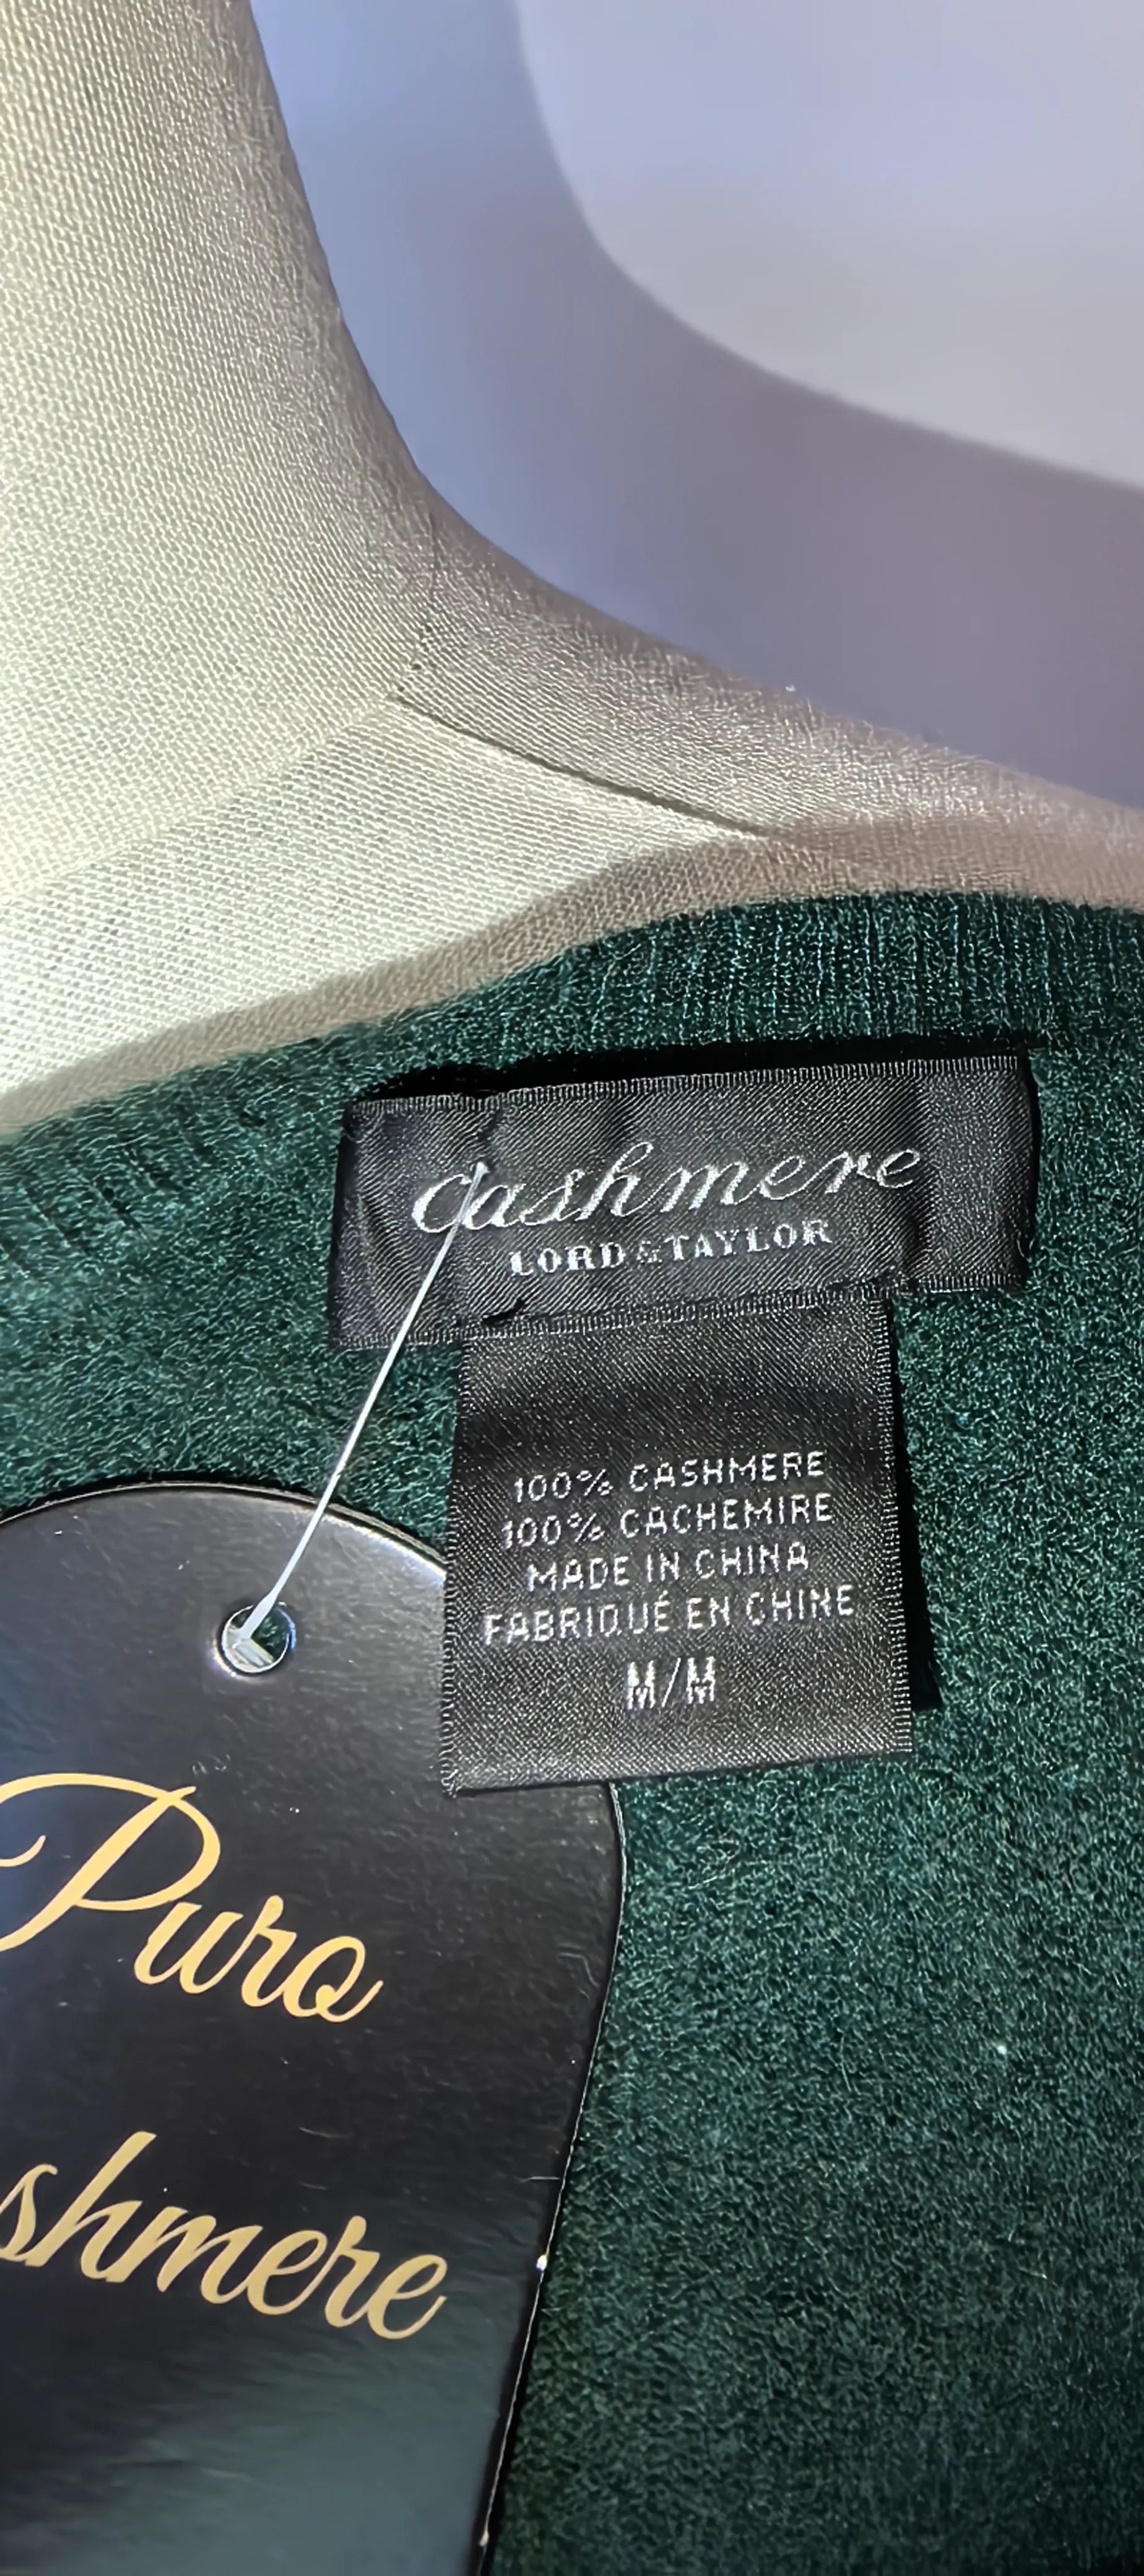 cashmere
LORD & TAYLOR
100% CASHMERE
100% CACHEMIRE
MADE IN CHINA
FABRIQUÉ EN CHINE
M/M
Puro
shmere